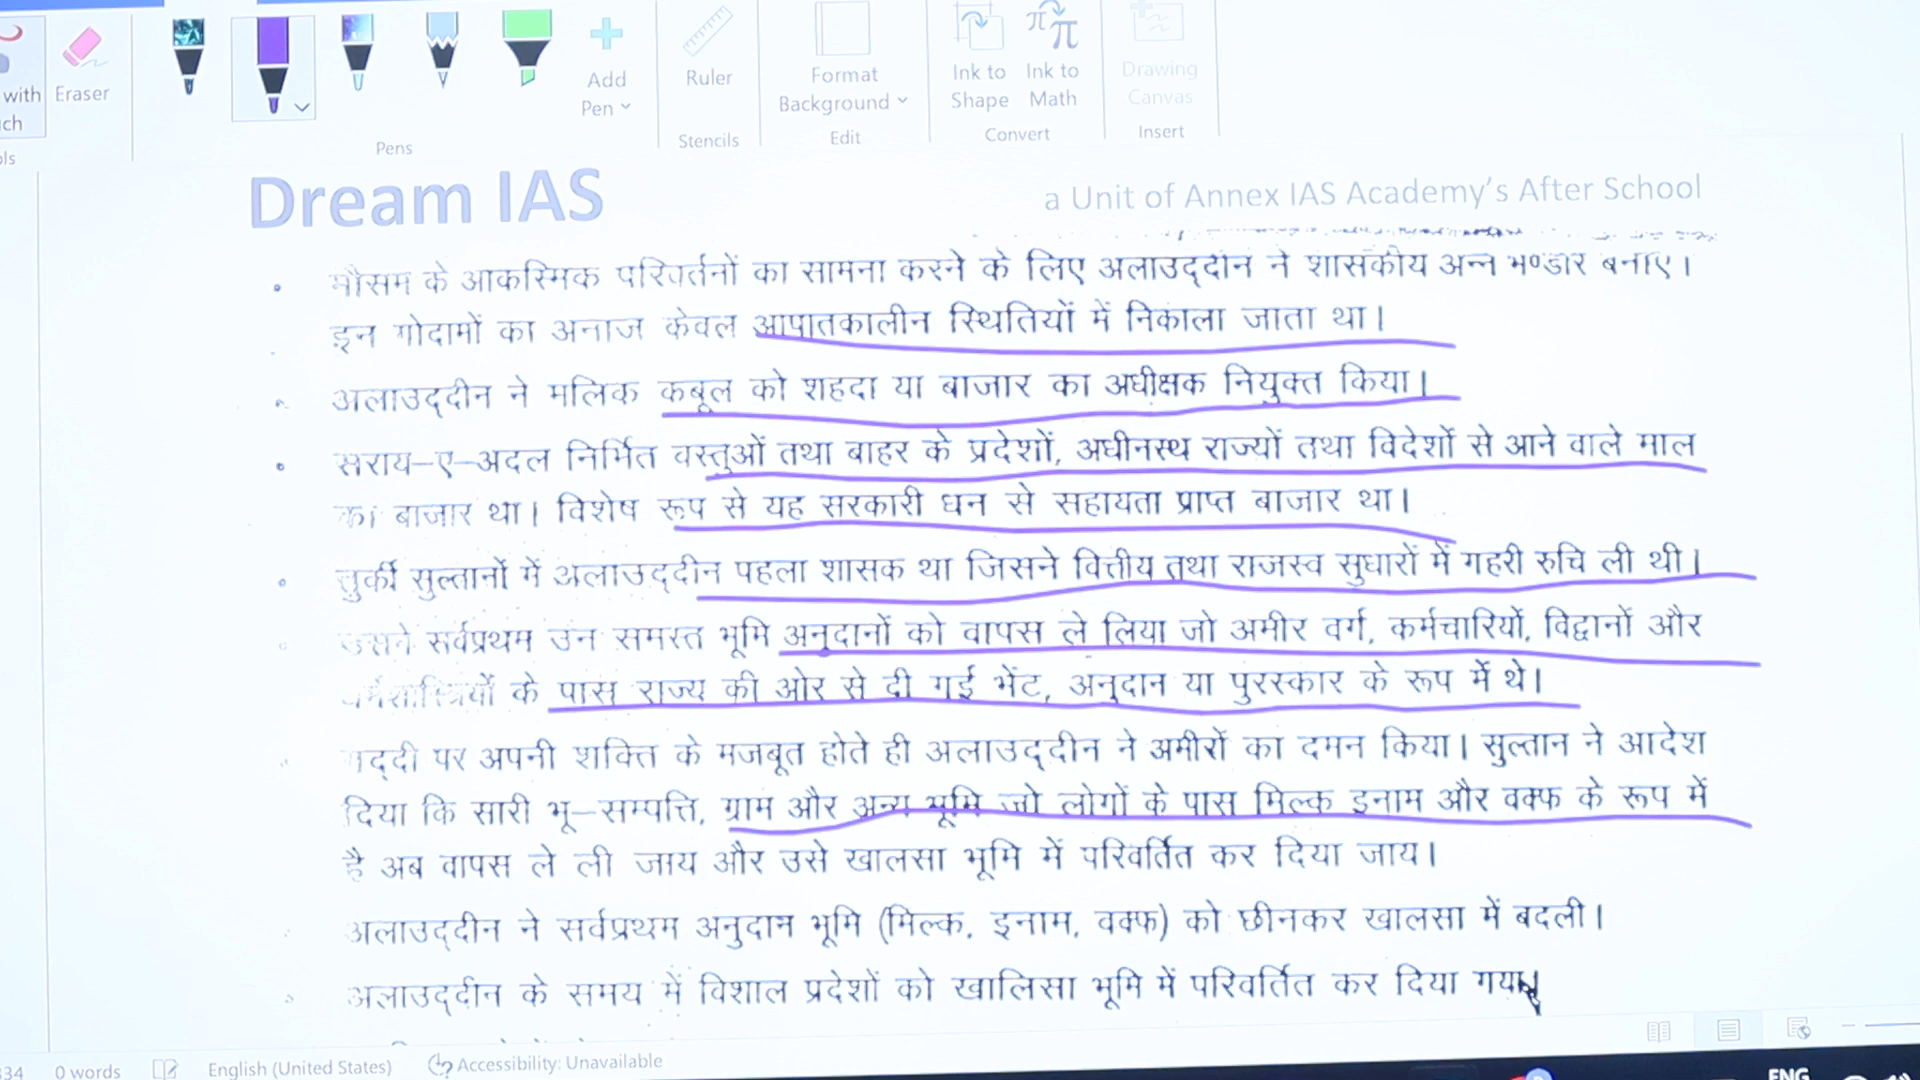 with
Eraser
Add
Pen
Ruler
Format
Background
Ink to
Shape
Ink to
Math
Drawing
Canvas
Pens
Stencils
Edit
Convert
Insert
Dream IAS
a Unit of Annex IAS Academy's After School
मौसम के आकस्मिक परिवर्तनों का सामना करने के लिए अलाउद्दीन ने शासकीय अन्न भण्डार बनाए।
इन गोदामों का अनाज केवल आपातकालीन स्थितियों में निकाला जाता था।
अलाउद्दीन ने मलिक कबूल को शहदा या बाजार का अधीक्षक नियुक्त किया।
सराय-ए-अदल निर्मित वस्तुओं तथा बाहर के प्रदेशों, अधीनस्थ राज्यों तथा विदेशों से आने वाले माल
का बाजार था। विशेष रूप से यह सरकारी धन से सहायता प्राप्त बाजार था।
तुर्की सुल्तानों में अलाउद्दीन पहला शासक था जिसने वित्तीय तथा राजस्व सुधारों में गहरी रुचि ली थी।
उसने सर्वप्रथम उन समस्त भूमि अनुदानों को वापस ले लिया जो अमीर वर्ग, कर्मचारियों, विद्वानों और
के पास राज्य की ओर से दी गई भेंट, अनुदान या पुरस्कार के रूप में थे।
गद्दी पर अपनी शक्ति के मजबूत होते ही अलाउद्दीन ने अमीरों का दमन किया। सुल्तान ने आदेश
दिया कि सारी भू-सम्पत्ति, ग्राम और अन्य भूमि जो लोगों के पास मिल्क इनाम और वक्फ के रूप में
है अब वापस ले ली जाय और उसे खालसा भूमि में परिवर्तित कर दिया जाय।
अलाउद्दीन ने सर्वप्रथम अनुदान भूमि (मिल्क, इनाम, वक्फ) को छीनकर खालसा में बदली।
अलाउद्दीन के समय में विशाल प्रदेशों को खालिसा भूमि में परिवर्तित कर दिया गया
334
0 words
English (United States)
Accessibility: Unavailable
ENG